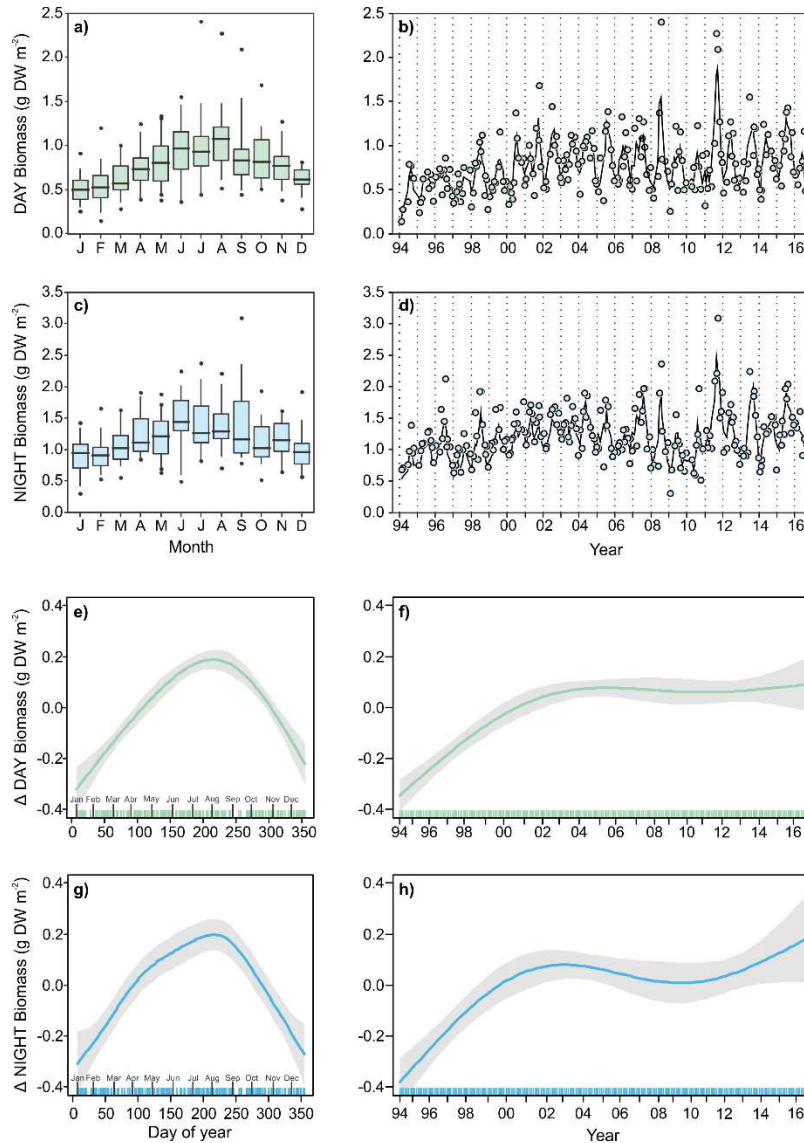 a)
DAY Biomass (g DW m-2)
2.5
2.0
1.5
1.0
0.5
0.0
J F M A M J J A S O N D
b)
2.5
2.0
1.5
1.0
0.5
0.0
94 96 98 00 02 04 06 08 10 12 14 16
c)
NIGHT Biomass (g DW m-2)
3.5
3.0
2.5
2.0
1.5
1.0
0.5
0.0
J F M A M J J A S O N D
Month
d)
3.5
3.0
2.5
2.0
1.5
1.0
0.5
0.0
94 96 98 00 02 04 06 08 10 12 14 16
Year
e)
Δ DAY Biomass (g DW m-2)
0.4
0.2
0.0
-0.2
-0.4
Jan Feb Mar Apr May Jun Jul Aug Sep Oct Nov Dec
0 50 100 150 200 250 300 350
f)
0.4
0.2
0.0
-0.2
-0.4
94 96 98 00 02 04 06 08 10 12 14 16
g)
Δ NIGHT Biomass (g DW m-2)
0.4
0.2
0.0
-0.2
-0.4
Jan Feb Mar Apr May Jun Jul Aug Sep Oct Nov Dec
0 50 100 150 200 250 300 350
Day of year
h)
0.4
0.2
0.0
-0.2
-0.4
94 96 98 00 02 04 06 08 10 12 14 16
Year